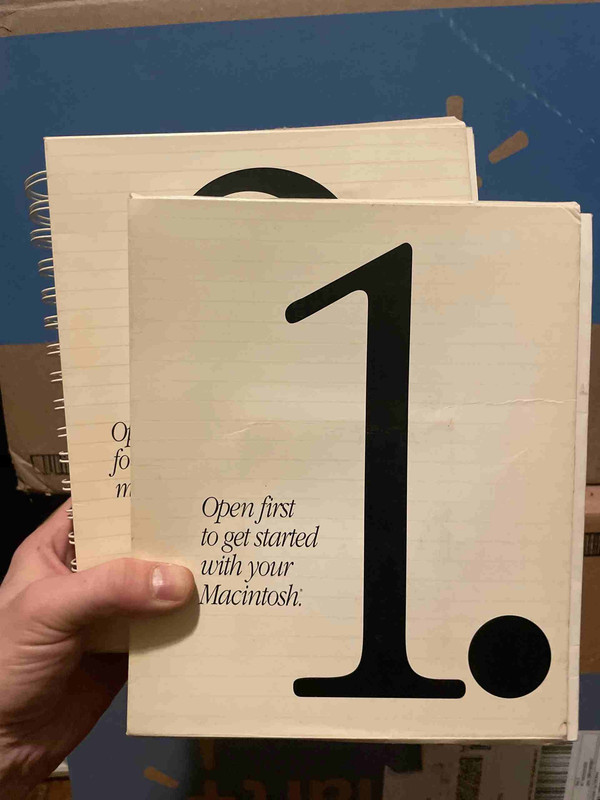 1.
Open first
to get started
with your
Macintosh.